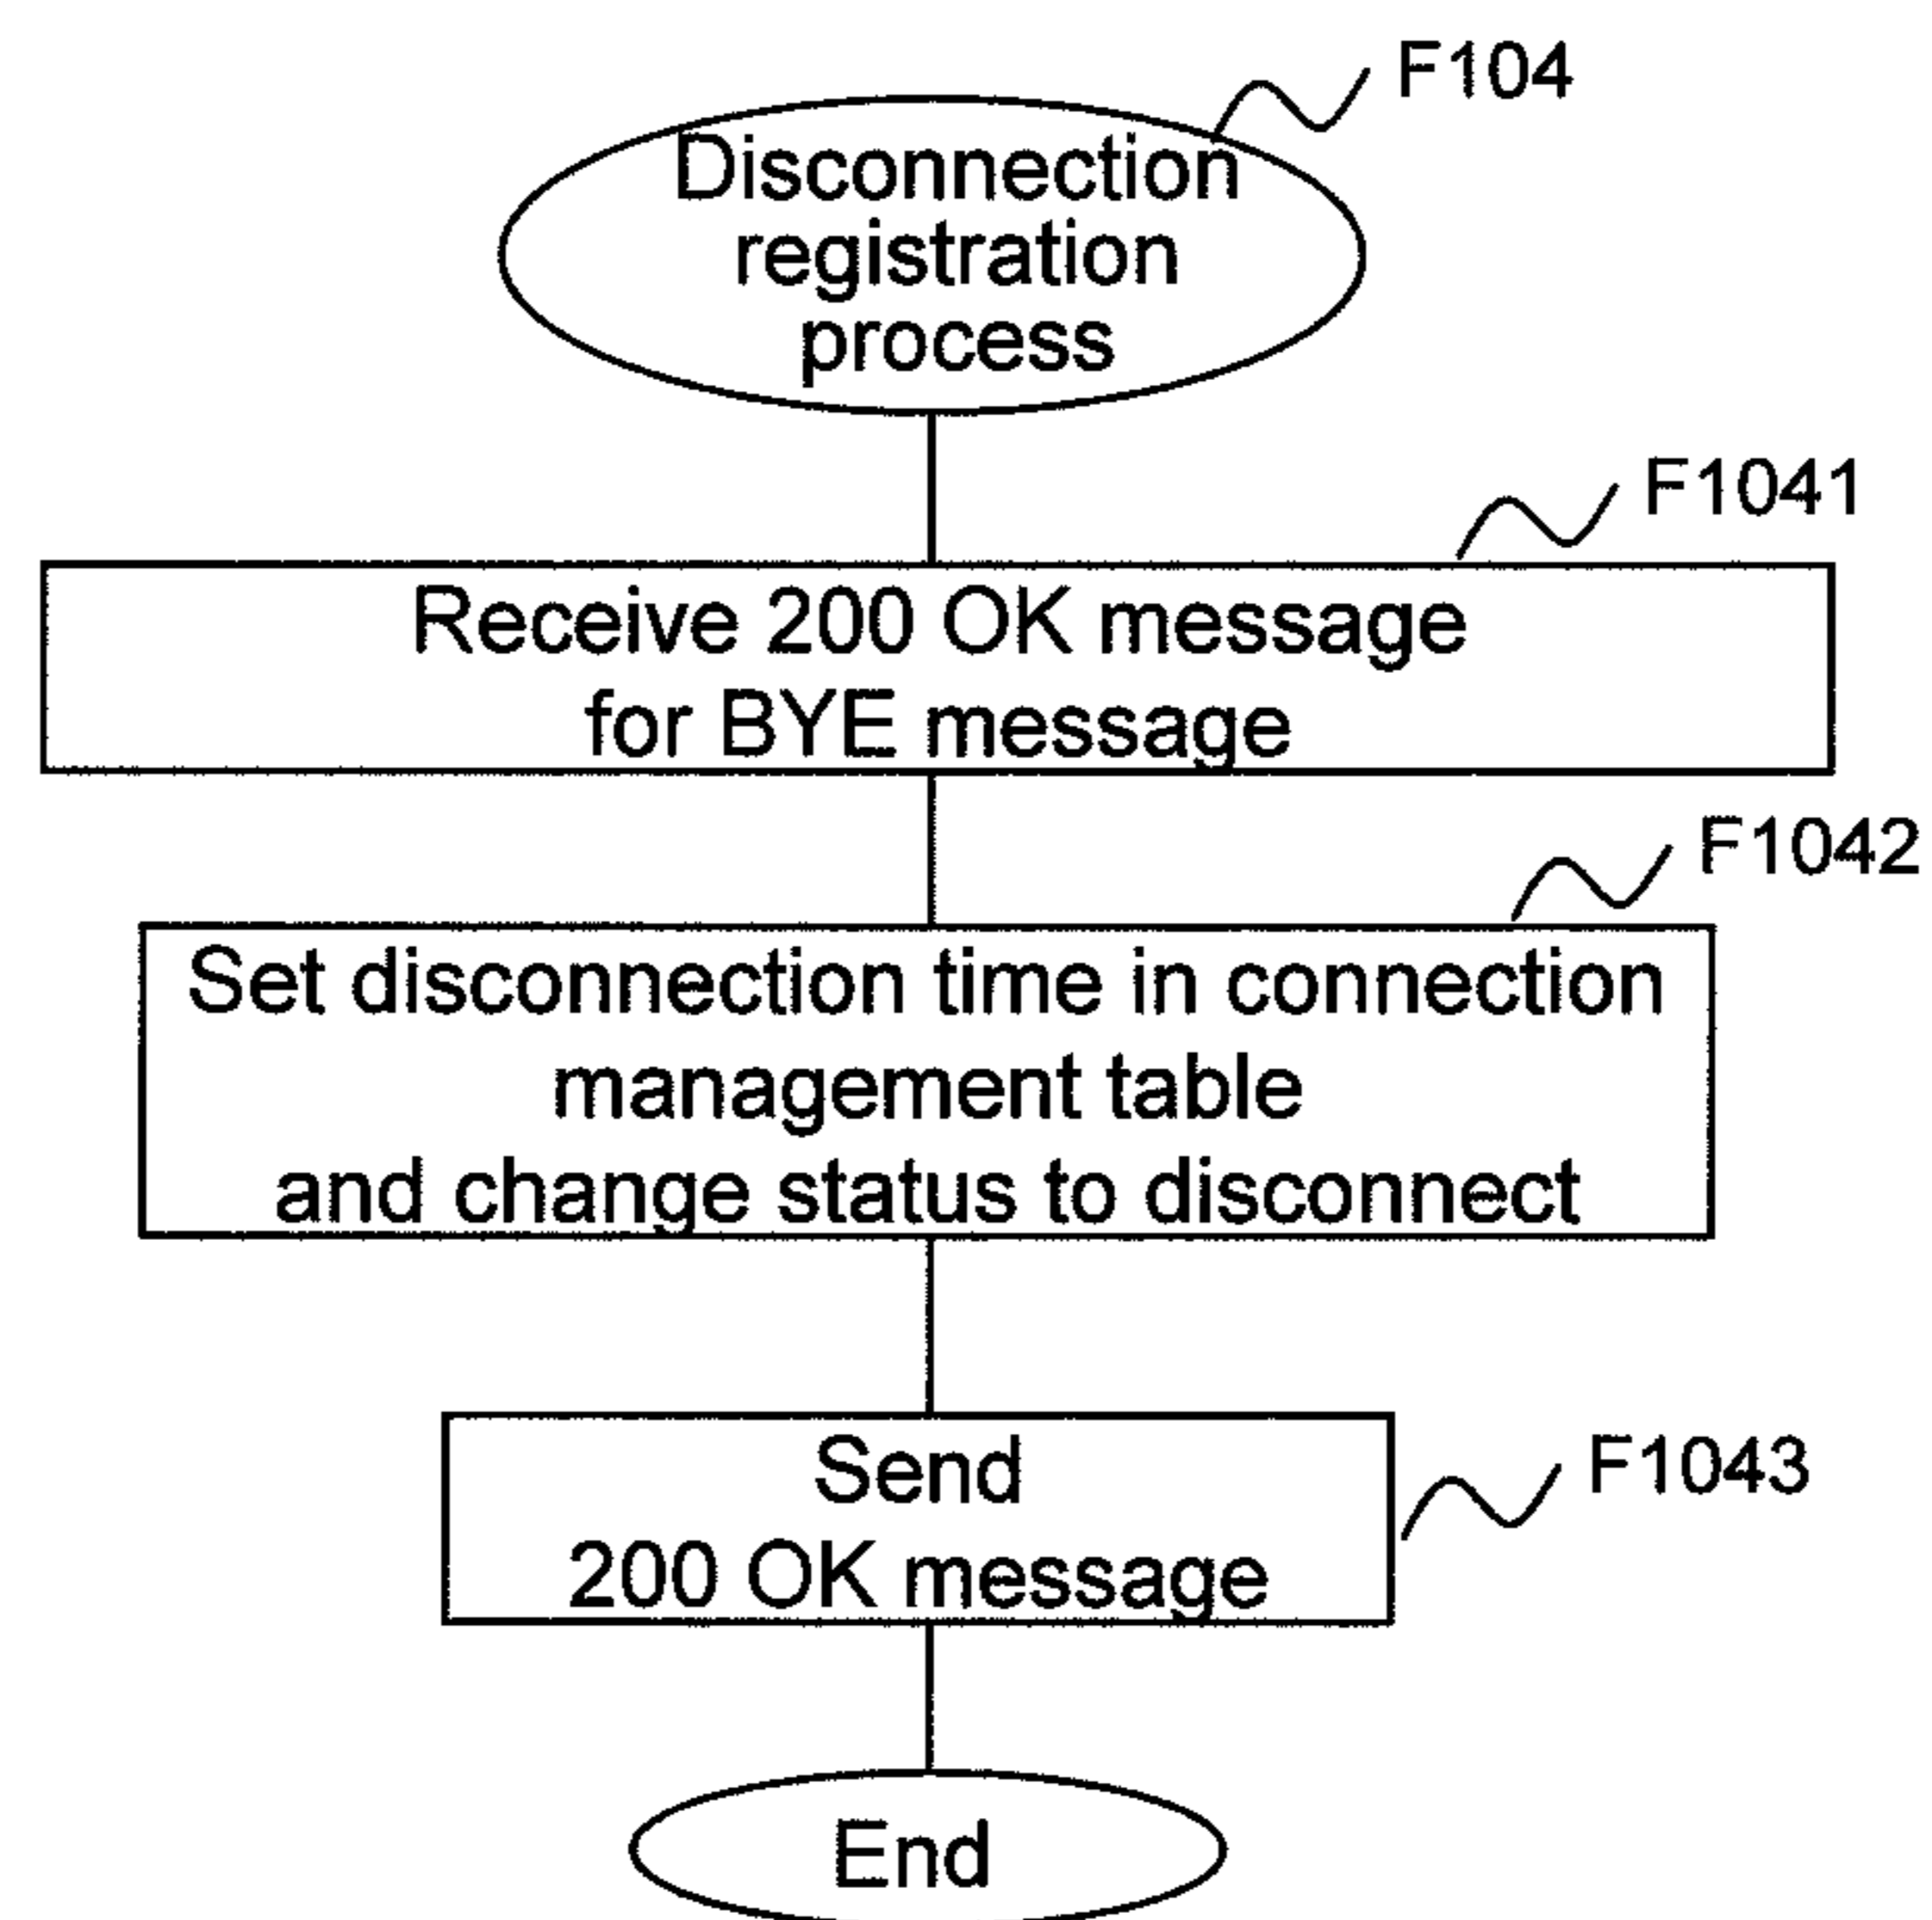 F104
Disconnection
registration
process
F1041
Receive 200 OK message
for BYE message
F1042
Set disconnection time in connection
management table
and change status to disconnect
Send
200 OK message
F1043
End